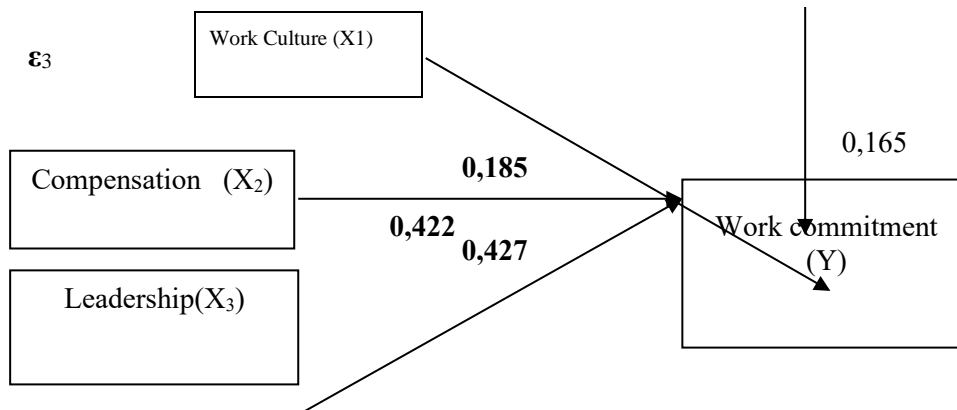 Work Culture (X1)
ε3
0,165
0,185
Compensation (X2)
0,422
Work commitment
(Y)
0,427
Leadership(X3)